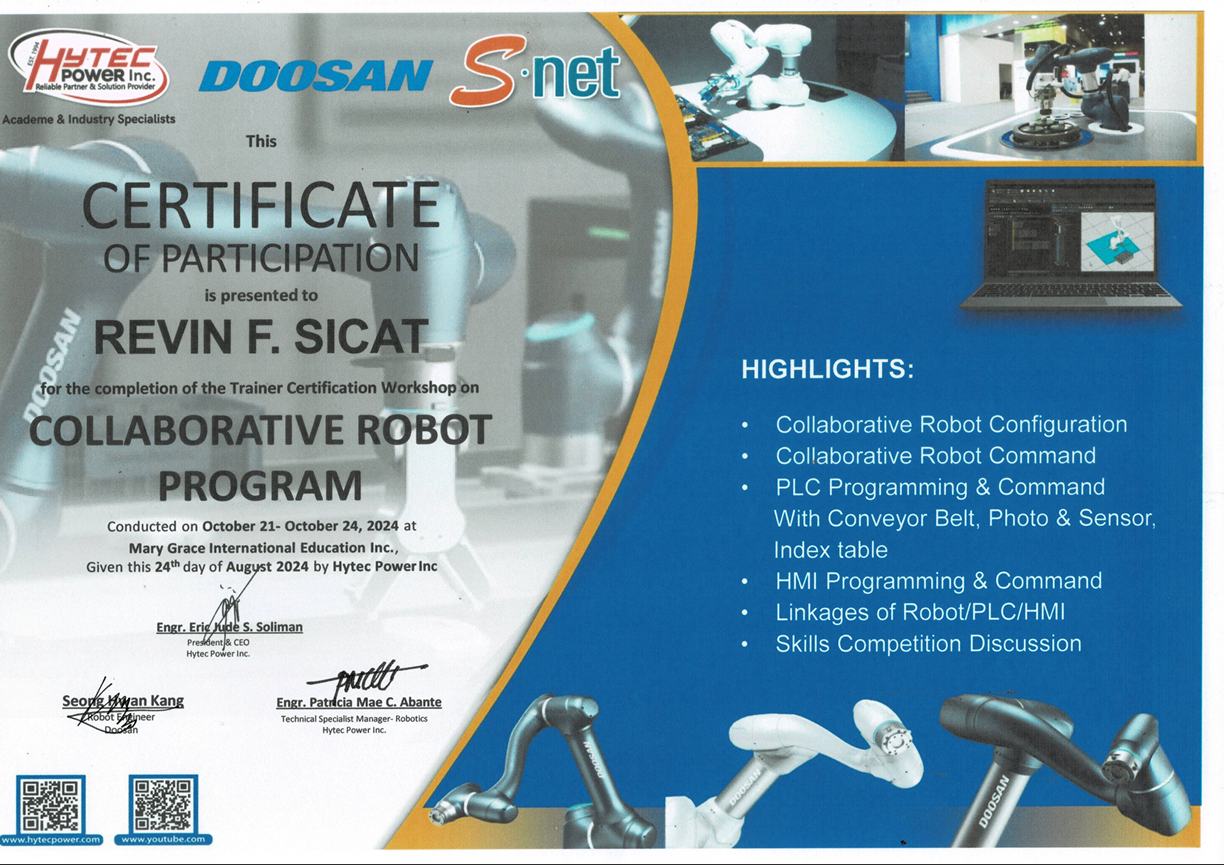 EST. 1994
HYTEC
POWER Inc.
Reliable Partner & Solution Provider
Academe & Industry Specialists
DOOSAN
S·net
This
CERTIFICATE
OF PARTICIPATION
is presented to
REVIN F. SICAT
for the completion of the Trainer Certification Workshop on
COLLABORATIVE ROBOT
PROGRAM
Conducted on October 21- October 24, 2024 at
Mary Grace International Education Inc.,
Given this 24th day of August 2024 by Hytec Power Inc
Engr. Eric Jude S. Soliman
President & CEO
Hytec Power Inc.
Seong Hwan Kang
Robot Engineer
Doosan
Engr. Patricia Mae C. Abante
Technical Specialist Manager- Robotics
Hytec Power Inc.
www.hytecpower.com
www.youtube.com
HIGHLIGHTS:
• Collaborative Robot Configuration
• Collaborative Robot Command
• PLC Programming & Command
With Conveyor Belt, Photo & Sensor,
Index table
• HMI Programming & Command
• Linkages of Robot/PLC/HMI
• Skills Competition Discussion
DOOSAN
DOOSAN
DOOSAN
DOOSAN
DOOSAN